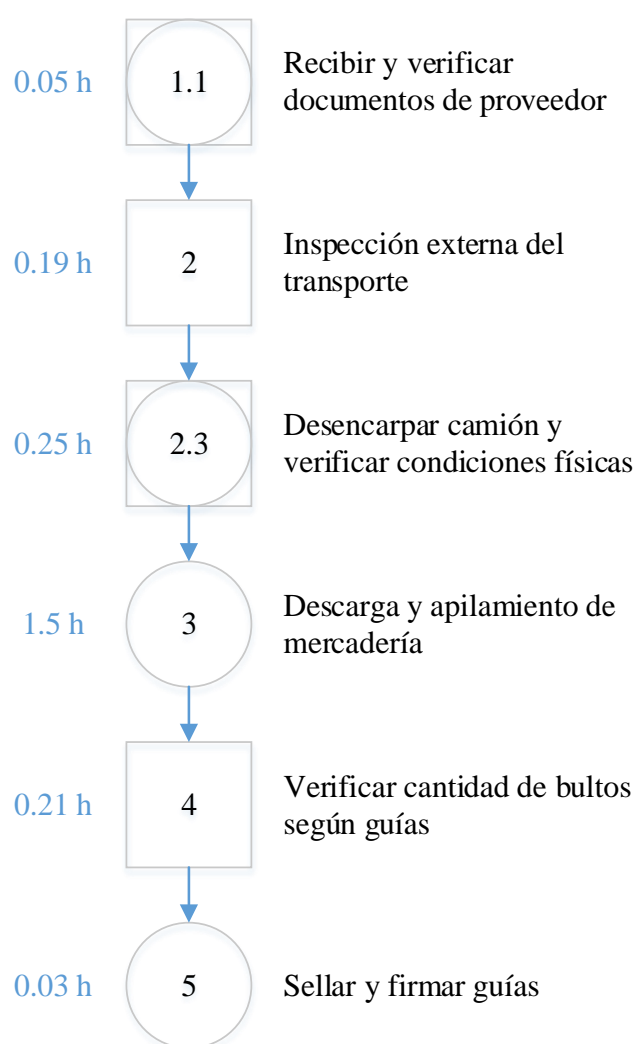 0.05 h
1.1
Recibir y verificar
documentos de proveedor
0.19 h
2
Inspección externa del
transporte
0.25 h
2.3
Desencarpar camión y
verificar condiciones físicas
1.5 h
3
Descarga y apilamiento de
mercadería
0.21 h
4
Verificar cantidad de bultos
según guías
0.03 h
5
Sellar y firmar guías